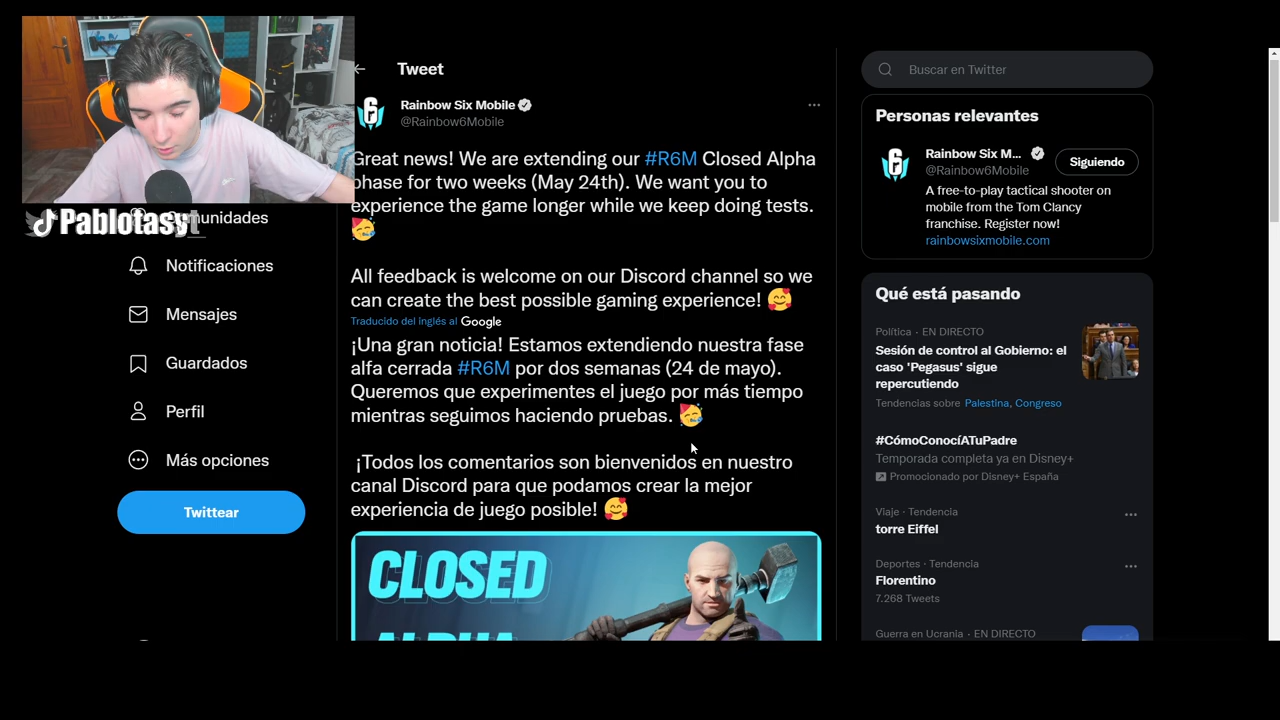 Tweet
Rainbow Six Mobile
@Rainbow6Mobile
Great news! We are extending our #R6M Closed Alpha
phase for two weeks (May 24th). We want you to
experience the game longer while we keep doing tests.
All feedback is welcome on our Discord channel so we
can create the best possible gaming experience!
Traducido del inglés al Google
¡Una gran noticia! Estamos extendiendo nuestra fase
alfa cerrada #R6M por dos semanas (24 de mayo).
Queremos que experimentes el juego por más tiempo
mientras seguimos haciendo pruebas.
¡Todos los comentarios son bienvenidos en nuestro
canal Discord para que podamos crear la mejor
experiencia de juego posible!
CLOSED
ALPHA
Pablotasyt_
Notificaciones
Mensajes
Guardados
Perfil
Más opciones
Twittear
Buscar en Twitter
Personas relevantes
Rainbow Six M...
@Rainbow6Mobile
Siguiendo
A free-to-play tactical shooter on
mobile from the Tom Clancy
franchise. Register now!
rainbowsixmobile.com
Qué está pasando
Política · EN DIRECTO
Sesión de control al Gobierno: el
caso 'Pegasus' sigue
repercutiendo
Tendencias sobre Palestina, Congreso
#CómoConocíATuPadre
Temporada completa ya en Disney+
Promocionado por Disney+ España
Viaje · Tendencia
torre Eiffel
Deportes · Tendencia
Florentino
7.268 Tweets
Guerra en Ucrania · EN DIRECTO